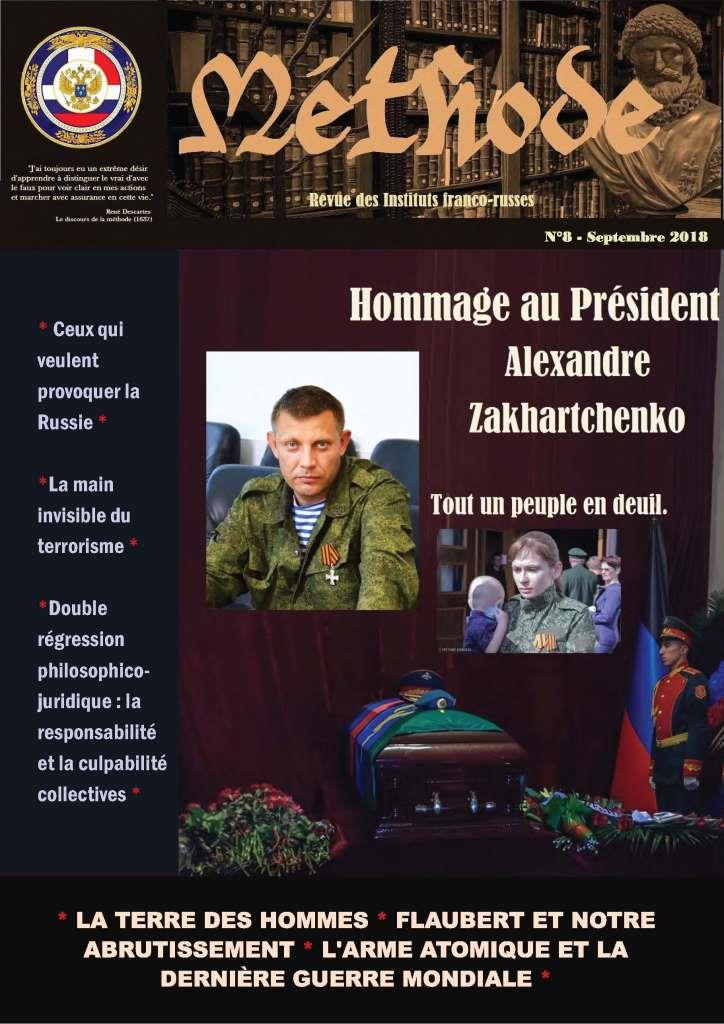 Méthode
Revue des Instituts franco-russes
"J'ai toujours eu un extrême désir
d'apprendre à distinguer le vrai d'avec
le faux pour voir clair en mes actions
et marcher avec assurance en cette vie."
René Descartes
Le discours de la méthode (1637)
N°8 - Septembre 2018
Hommage au Président
Alexandre
Zakhartchenko
Tout un peuple en deuil.
* Ceux qui
veulent
provoquer la
Russie *
*La main
invisible du
terrorisme *
*Double
régression
philosophico-
juridique : la
responsabilité
et la culpabilité
collectives *
* LA TERRE DES HOMMES * FLAUBERT ET NOTRE
ABRUTISSEMENT * L'ARME ATOMIQUE ET LA
DERNIÈRE GUERRE MONDIALE *